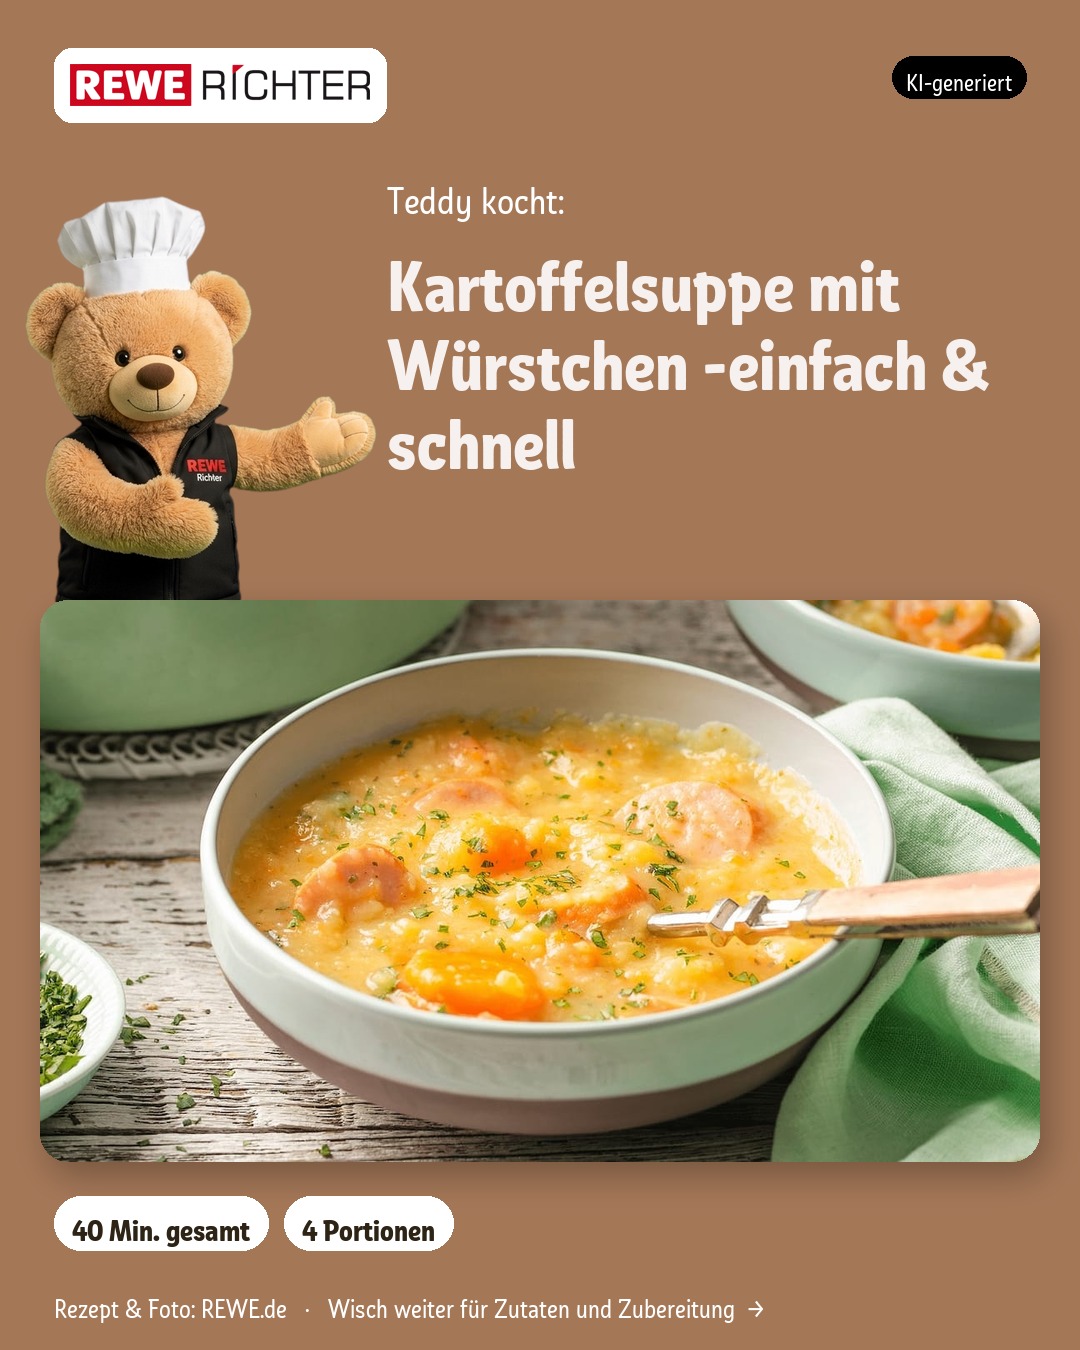 REWE RICHTER
KI-generiert
Teddy kocht:
Kartoffelsuppe mit
Würstchen -einfach &
schnell
REWE
Richter
40 Min. gesamt
4 Portionen
Rezept & Foto: REWE.de · Wisch weiter für Zutaten und Zubereitung →